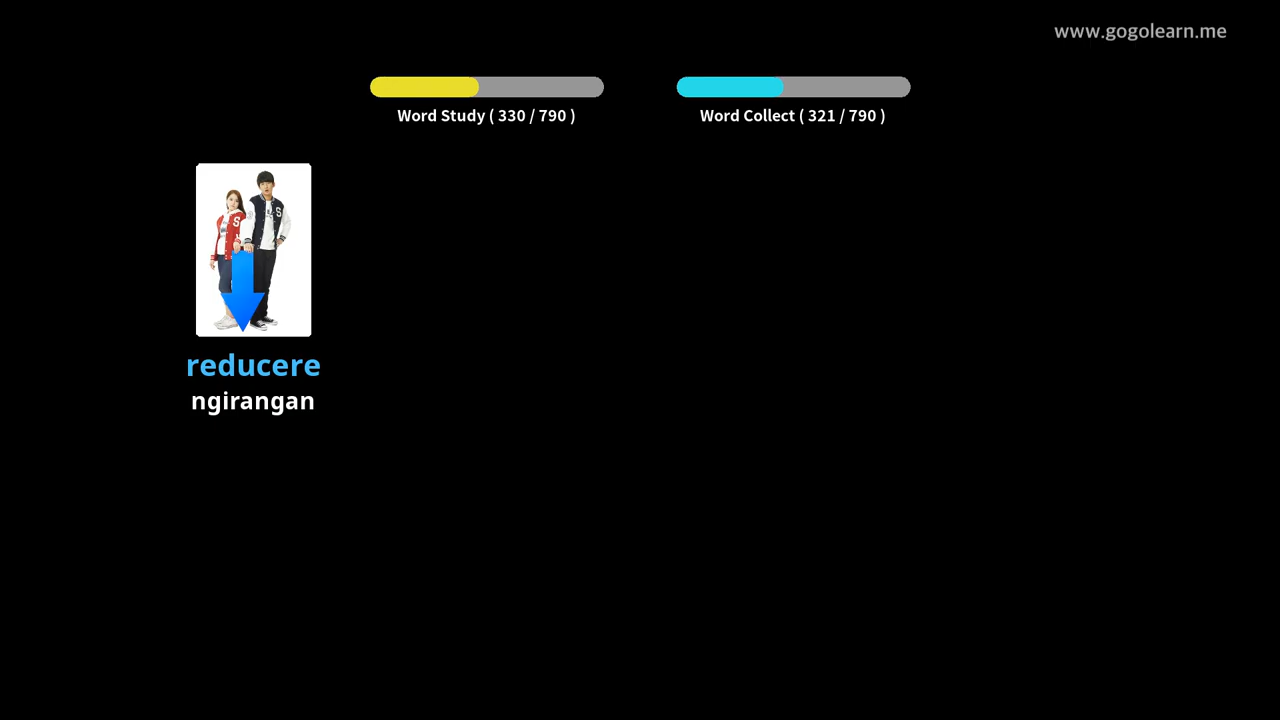 www.gogolearn.me
Word Study ( 330 / 790 )
Word Collect ( 321 / 790 )
S
S
reducere
ngirangan